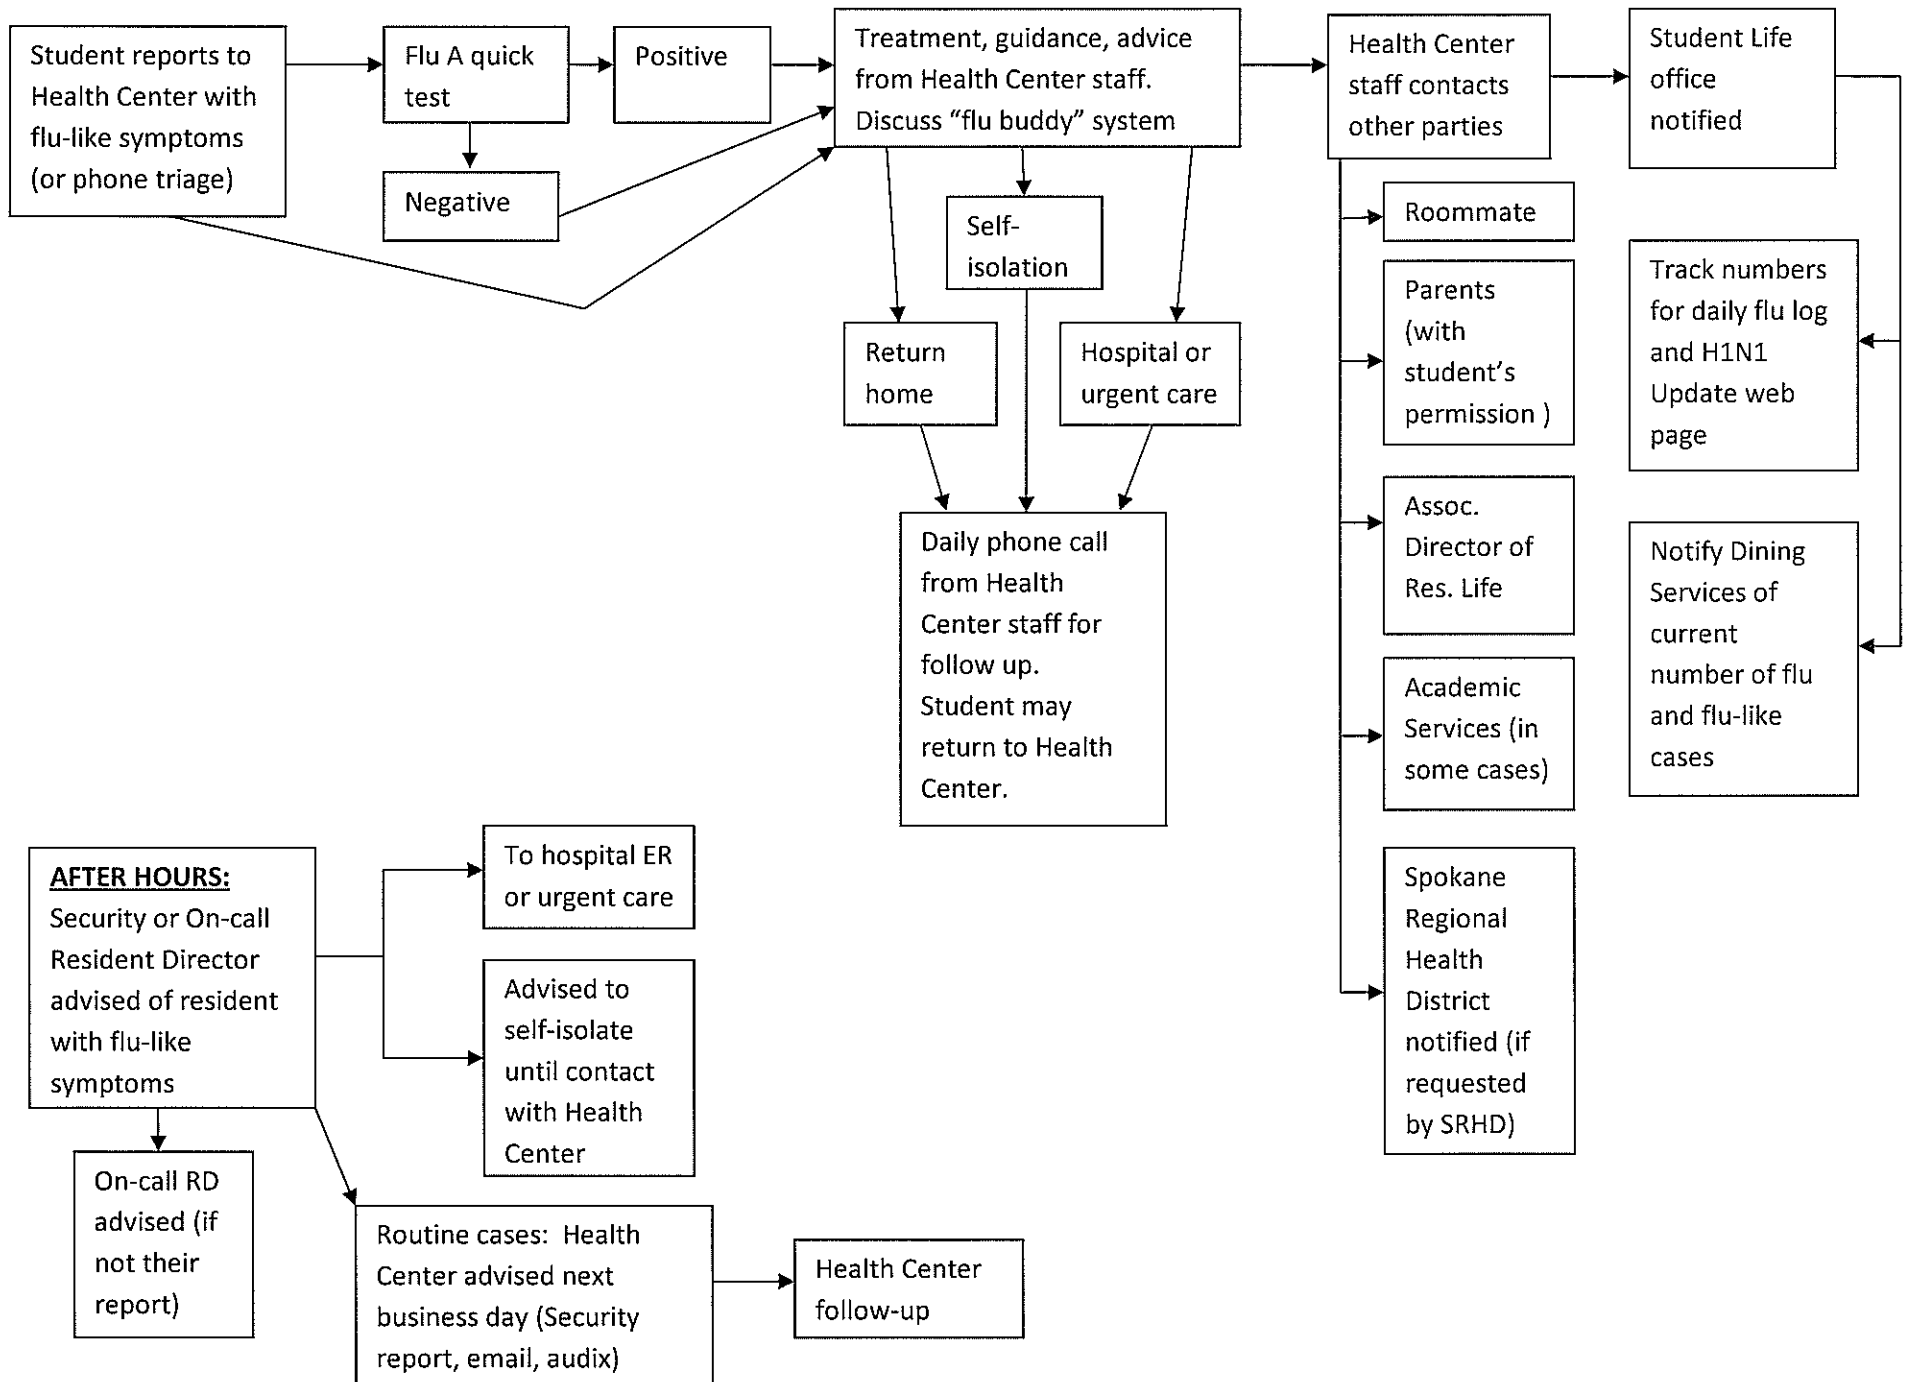 Student reports to
Health Center with
flu-like symptoms
(or phone triage)
Flu A quick
test
Positive
Negative
Treatment, guidance, advice
from Health Center staff.
Discuss “flu buddy” system
Self-
isolation
Return
home
Hospital or
urgent care
Daily phone call
from Health
Center staff for
follow up.
Student may
return to Health
Center.
Health Center
staff contacts
other parties
Roommate
Parents
(with
student’s
permission )
Assoc.
Director of
Res. Life
Academic
Services (in
some cases)
Spokane
Regional
Health
District
notified (if
requested
by SRHD)
Student Life
office
notified
Track numbers
for daily flu log
and H1N1
Update web
page
Notify Dining
Services of
current
number of flu
and flu-like
cases
AFTER HOURS:
Security or On-call
Resident Director
advised of resident
with flu-like
symptoms
To hospital ER
or urgent care
Advised to
self-isolate
until contact
with Health
Center
On-call RD
advised (if
not their
report)
Routine cases:  Health
Center advised next
business day (Security
report, email, audix)
Health Center
follow-up